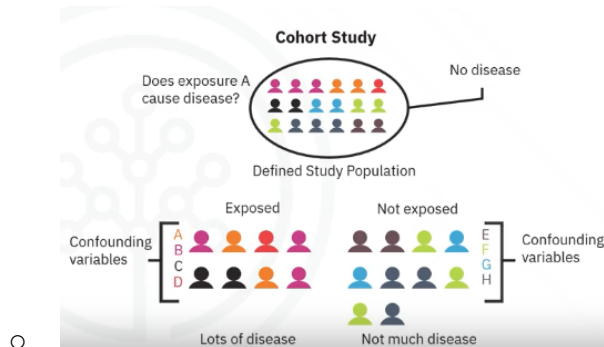 Cohort Study
Does exposure A
cause disease?
No disease
Defined Study Population
Exposed
Not exposed
Confounding
variables
A
B
C
D
E
F
G
H
Confounding
variables
Lots of disease
Not much disease